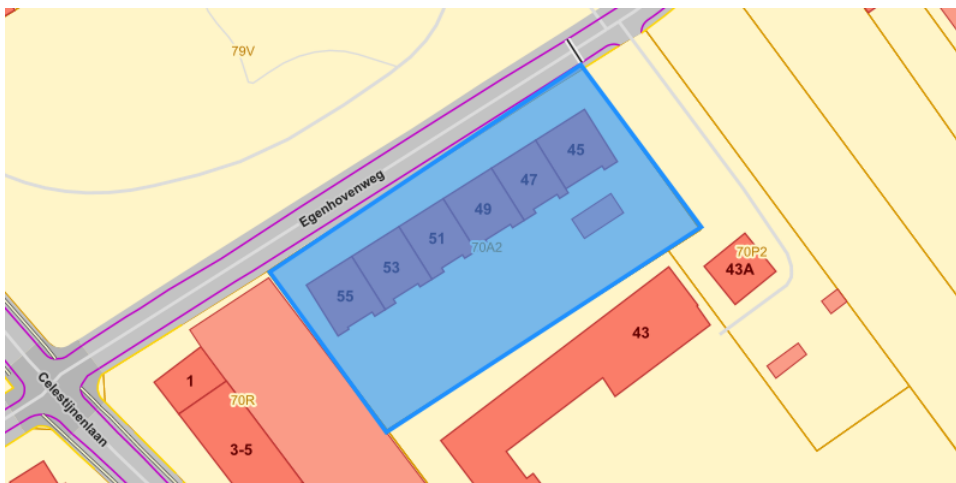 79V
Egenhovenweg
45
47
49
51
70A2
53
55
70P2
43A
43
1
70R
Celestijnenlaan
3-5